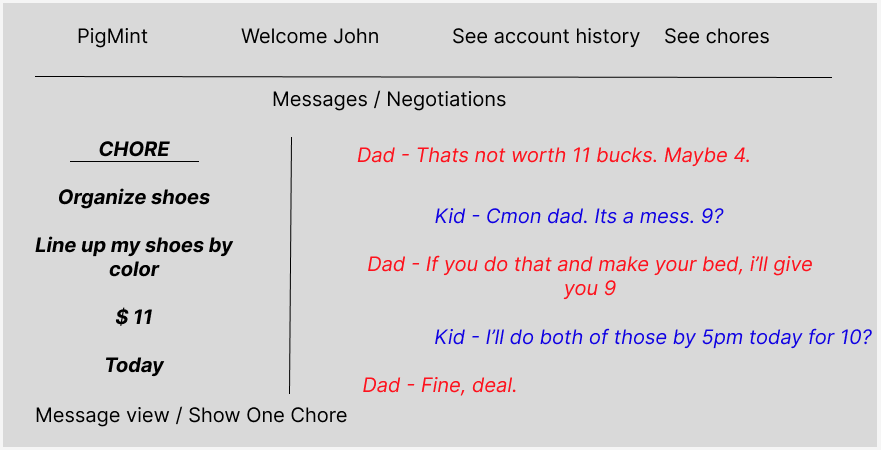 PigMint Welcome John See account history See chores
Messages / Negotiations
CHORE
Organize shoes
Line up my shoes by
color
$ 11
Today
Dad - Thats not worth 11 bucks. Maybe 4.
Kid - Cmon dad. Its a mess. 9?
Dad - If you do that and make your bed, i’ll give
you 9
Kid - I’ll do both of those by 5pm today for 10?
Dad - Fine, deal.
Message view / Show One Chore